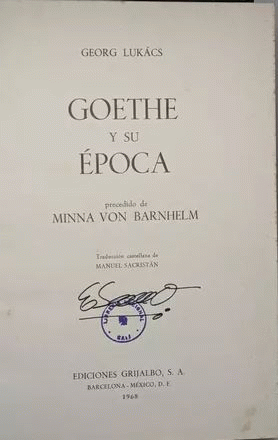 GEORG LUKÁCS
GOETHE
Y SU
ÉPOCA
precedido de
MINNA VON BARNHELM
Traducción castellana de
MANUEL SACRISTÁN
CALI
EDICIONES GRIJALBO, S. A.
BARCELONA – MÉXICO, D. F.
1968